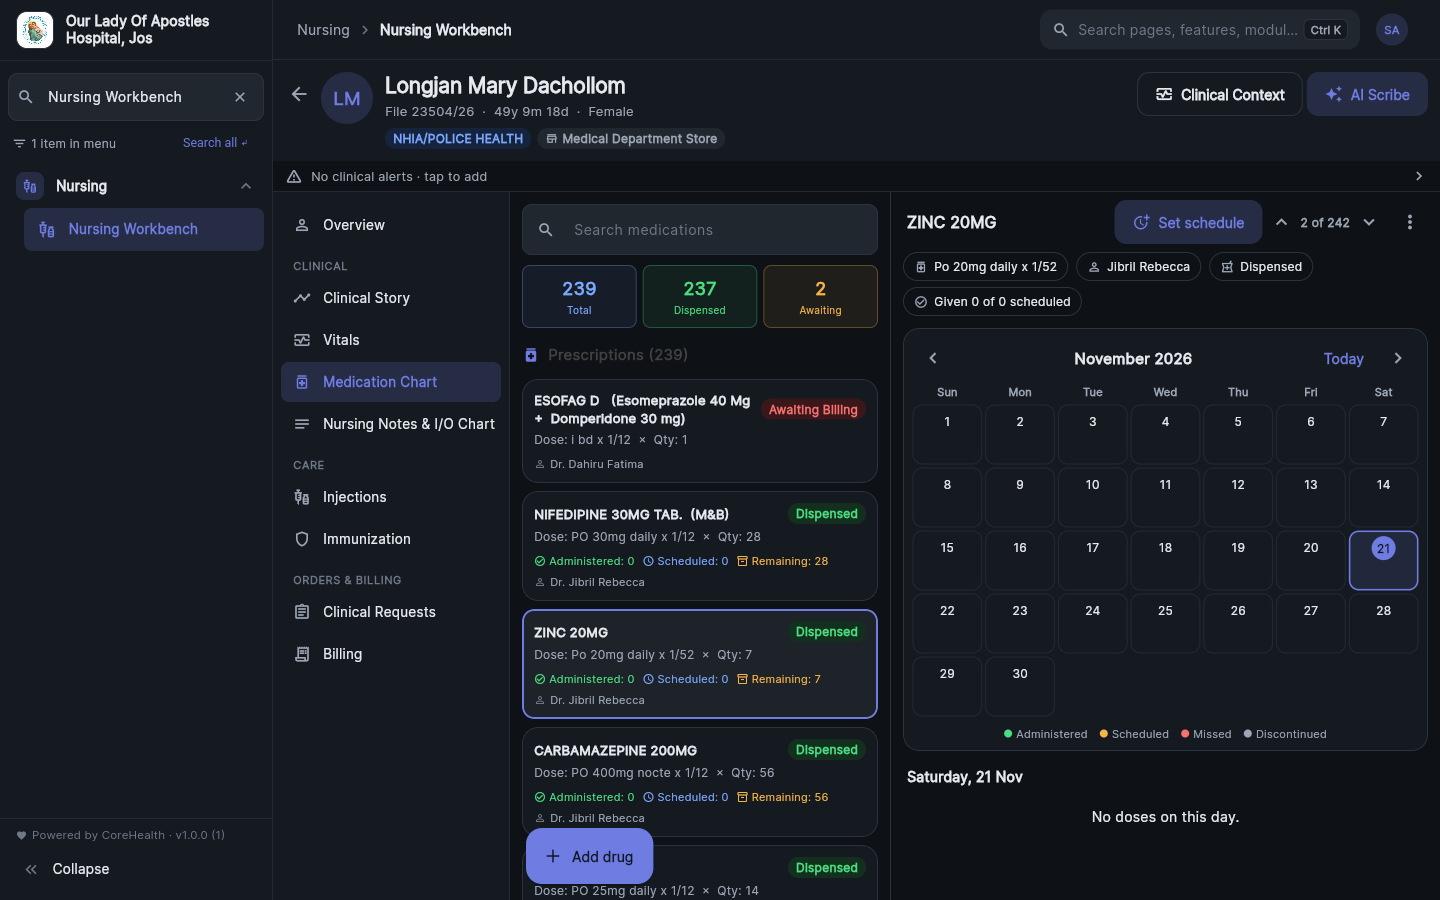 Our Lady Of Apostles
Hospital, Jos
Nursing > Nursing Workbench
Search pages, features, modul... Ctrl K
SA
Nursing Workbench
1 item in menu
Search all
Nursing
Nursing Workbench
Powered by CoreHealth · v1.0.0 (1)
Collapse
LM
Longjan Mary Dachollom
File 23504/26 · 49y 9m 18d · Female
NHIA/POLICE HEALTH
Medical Department Store
Clinical Context
AI Scribe
No clinical alerts · tap to add
Overview
CLINICAL
Clinical Story
Vitals
Medication Chart
Nursing Notes & I/O Chart
CARE
Injections
Immunization
ORDERS & BILLING
Clinical Requests
Billing
Search medications
239
Total
237
Dispensed
2
Awaiting
Prescriptions (239)
ESOFAG D (Esomeprazole 40 Mg
+ Domperidone 30 mg)
Awaiting Billing
Dose: i bd x 1/12 × Qty: 1
Dr. Dahiru Fatima
NIFEDIPINE 30MG TAB. (M&B)
Dispensed
Dose: PO 30mg daily x 1/12 × Qty: 28
Administered: 0 Scheduled: 0 Remaining: 28
Dr. Jibril Rebecca
ZINC 20MG
Dispensed
Dose: Po 20mg daily x 1/52 × Qty: 7
Administered: 0 Scheduled: 0 Remaining: 7
Dr. Jibril Rebecca
CARBAMAZEPINE 200MG
Dispensed
Dose: PO 400mg nocte x 1/12 × Qty: 56
Administered: 0 Scheduled: 0 Remaining: 56
Dr. Jibril Rebecca
Add drug
Dispensed
Dose: PO 25mg daily x 1/12 × Qty: 14
ZINC 20MG
Set schedule
2 of 242
Po 20mg daily x 1/52
Jibril Rebecca
Dispensed
Given 0 of 0 scheduled
November 2026
Today
Sun Mon Tue Wed Thu Fri Sat
1 2 3 4 5 6 7
8 9 10 11 12 13 14
15 16 17 18 19 20 21
22 23 24 25 26 27 28
29 30
Administered Scheduled Missed Discontinued
Saturday, 21 Nov
No doses on this day.